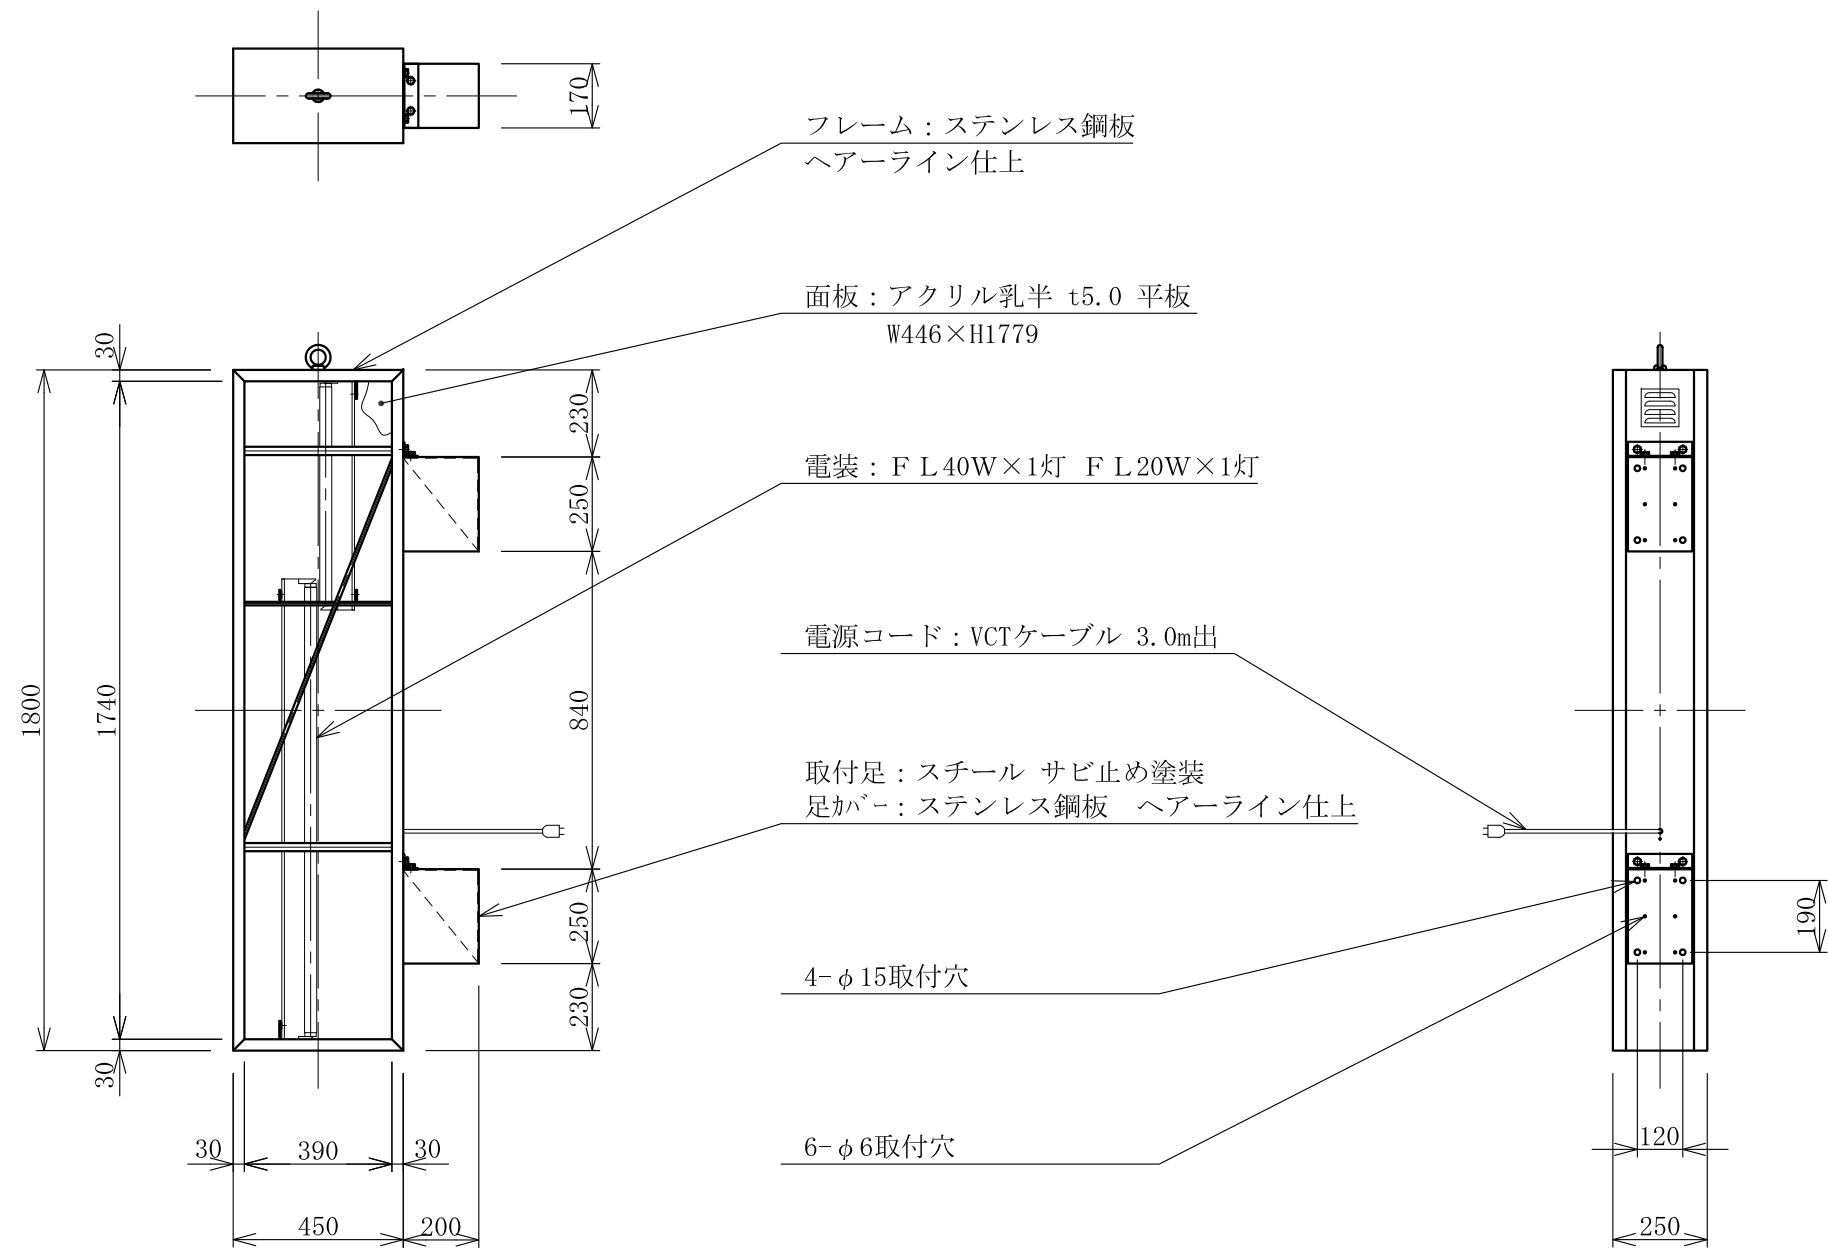 170
フレーム：ステンレス鋼板
ヘアーライン仕上
面板：アクリル乳半 t5.0 平板
W446×H1779
30
230
電装：ＦＬ40W×1灯 ＦＬ20W×1灯
250
電源コード：VCTケーブル 3.0m出
1800
1740
840
取付足：スチール サビ止め塗装
足ｶﾊﾞｰ：ステンレス鋼板 ヘアーライン仕上
250
190
4-φ15取付穴
230
30
6-φ6取付穴
30
390
30
120
450
200
250